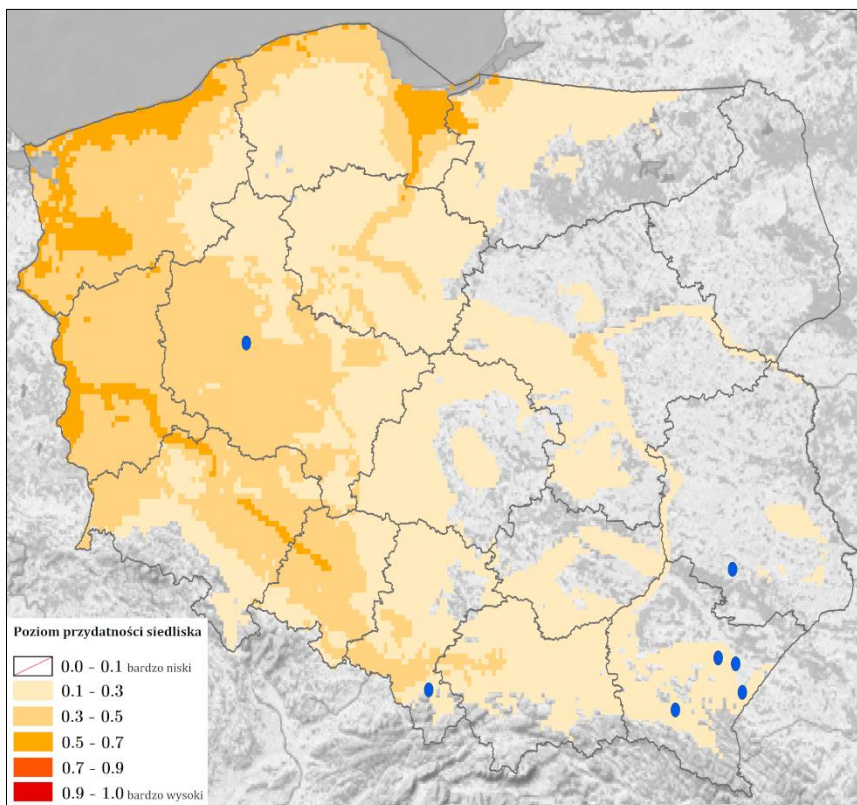 Poziom przydatności siedliska
0.0 - 0.1 bardzo niski
0.1 - 0.3
0.3 - 0.5
0.5 - 0.7
0.7 - 0.9
0.9 - 1.0 bardzo wysoki